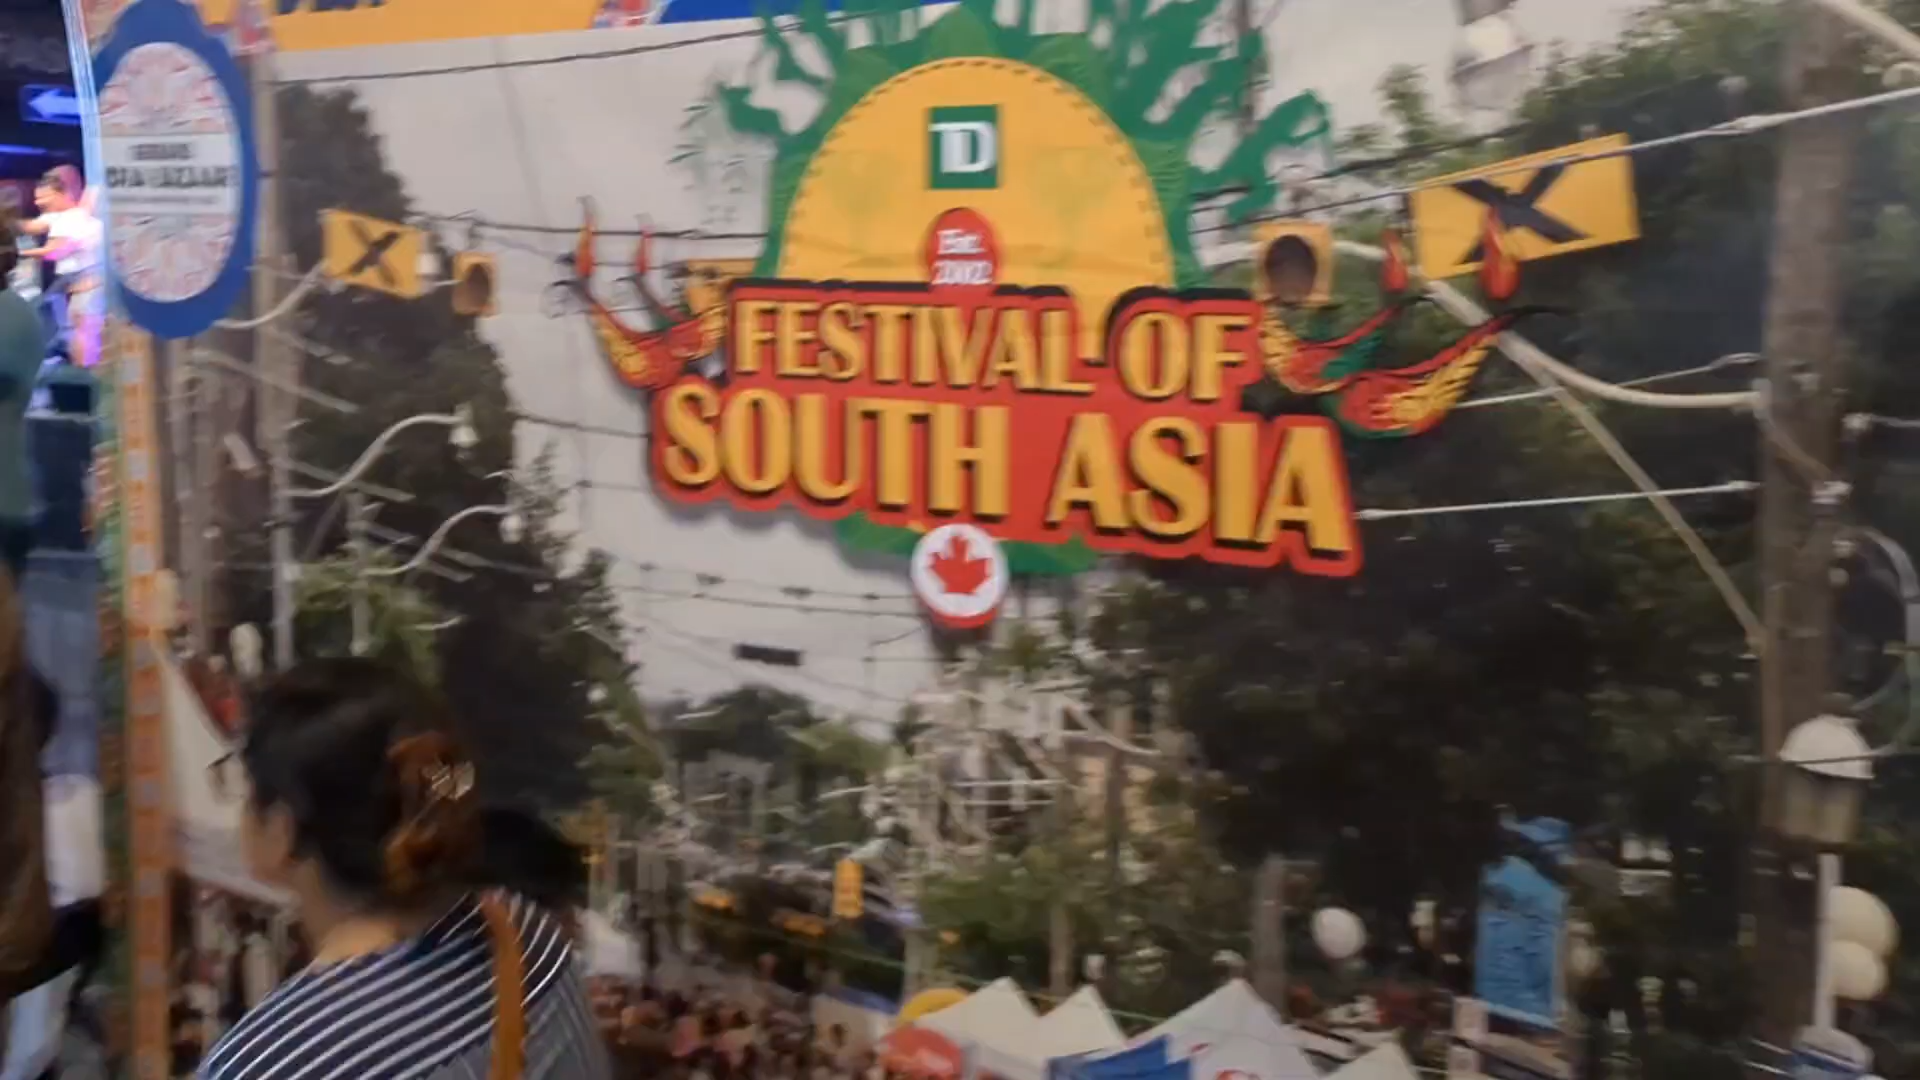 TD
Est.
2002
FESTIVAL OF
SOUTH ASIA